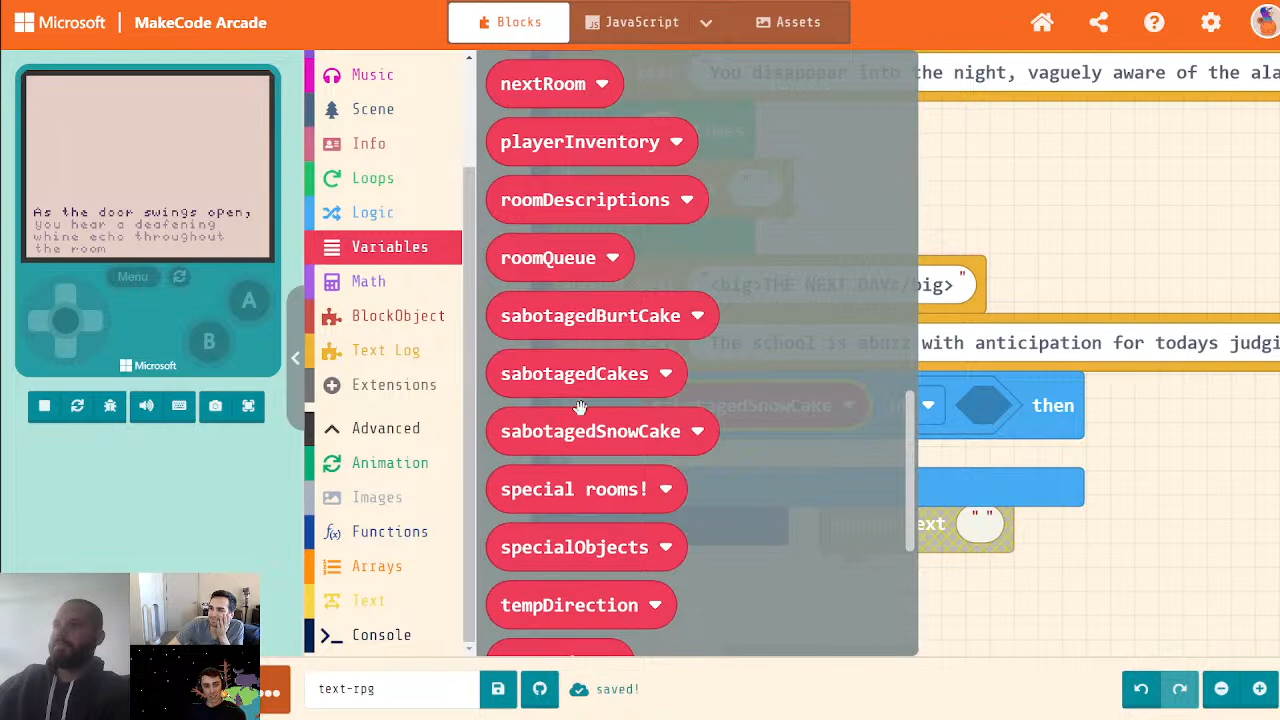 Microsoft | MakeCode Arcade
Blocks
JavaScript
Assets
Music
Scene
Info
Loops
Logic
Variables
Math
BlockObject
Text Log
Extensions
Advanced
Animation
Images
Functions
Arrays
Text
Console
nextRoom
playerInventory
roomDescriptions
roomQueue
sabotagedBurtCake
sabotagedCakes
sabotagedSnowCake
special rooms!
specialObjects
tempDirection
"You disappear into the night, vaguely aware of the ala
"<big>THE NEXT DAY</big>"
"The school is abuzz with anticipation for todays judgi
tagedSnowCake
then
ext " "
As the door swings open,
you hear a deafening
whine echo throughout
the room
Menu
A
B
Microsoft
text-rpg
saved!